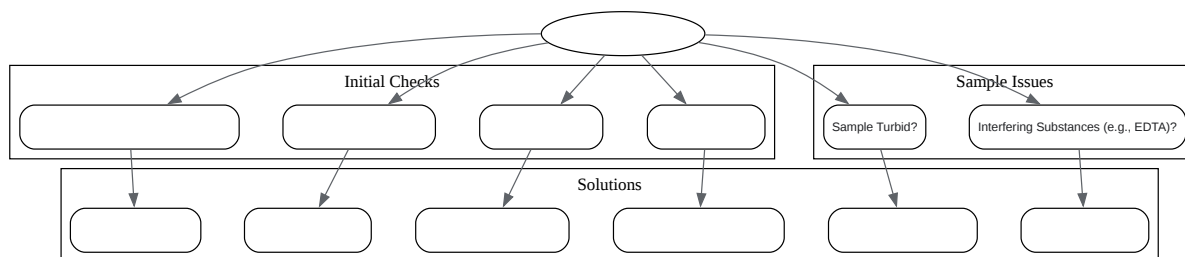 Initial Checks
Sample Issues
Sample Turbid?
Interfering Substances (e.g., EDTA)?
Solutions